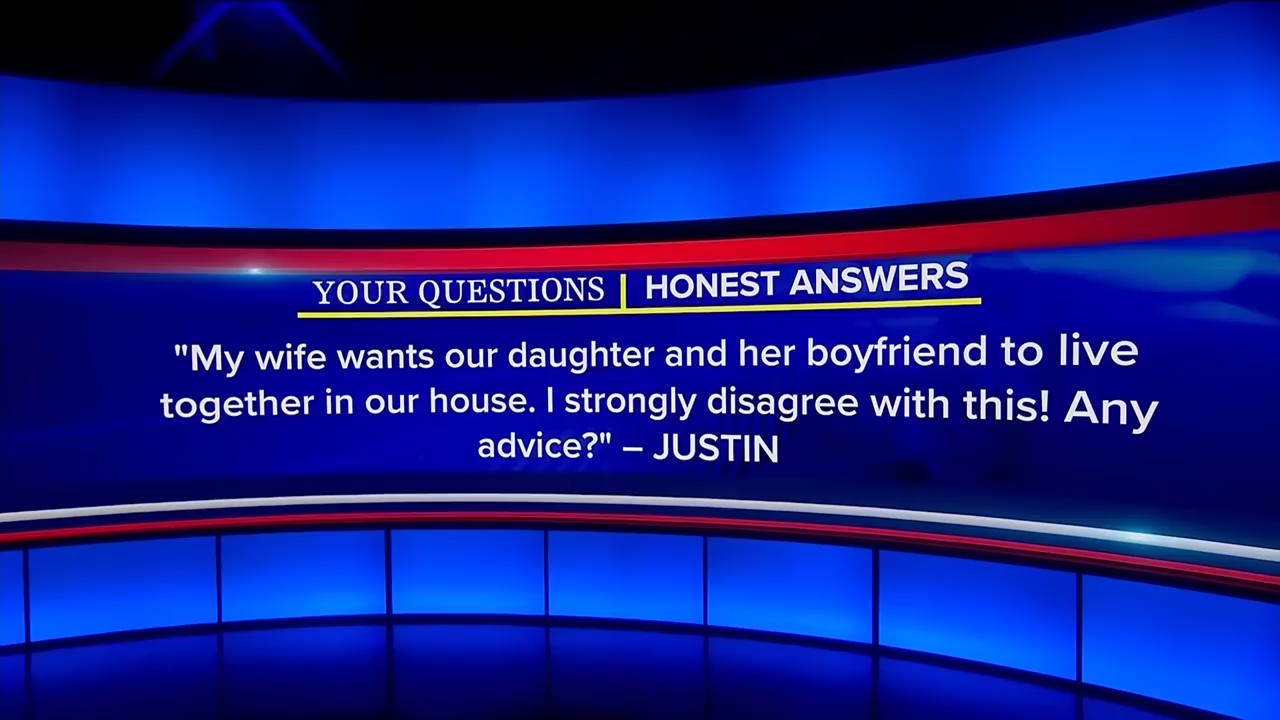 YOUR QUESTIONS | HONEST ANSWERS
"My wife wants our daughter and her boyfriend to live
together in our house. I strongly disagree with this! Any
advice?" – JUSTIN